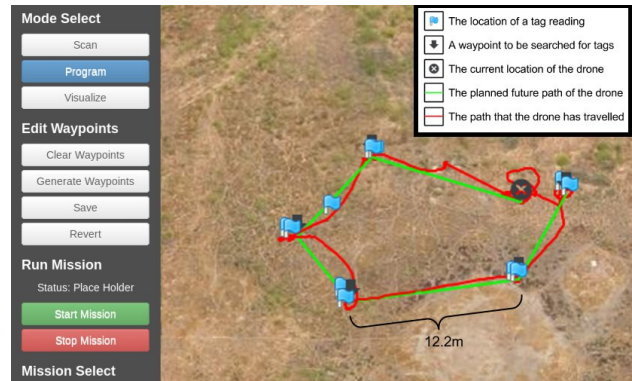 Mode Select
Scan
Program
Visualize
Edit Waypoints
Clear Waypoints
Generate Waypoints
Save
Revert
Run Mission
Status: Place Holder
Start Mission
Stop Mission
Mission Select
The location of a tag reading
A waypoint to be searched for tags
The current location of the drone
The planned future path of the drone
The path that the drone has travelled
12.2m